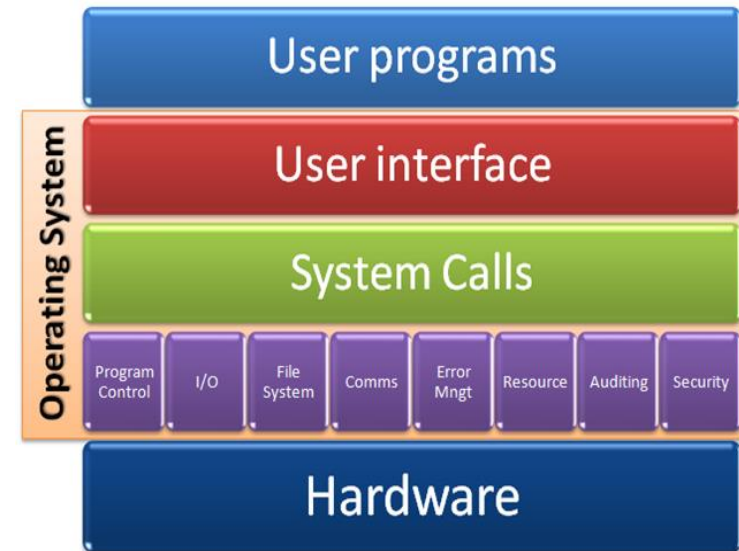 User programs
Operating System
User interface
System Calls
Program
Control
I/O
File
System
Comms
Error
Mngt
Resource
Auditing
Security
Hardware